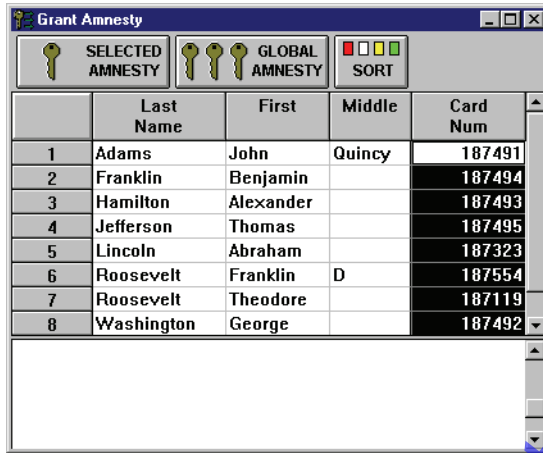 Grant Amnesty
SELECTED AMNESTY
GLOBAL AMNESTY
SORT
Last Name First Middle Card Num
1 Adams John Quincy 187491
2 Franklin Benjamin 187494
3 Hamilton Alexander 187493
4 Jefferson Thomas 187495
5 Lincoln Abraham 187323
6 Roosevelt Franklin D 187554
7 Roosevelt Theodore 187119
8 Washington George 187492